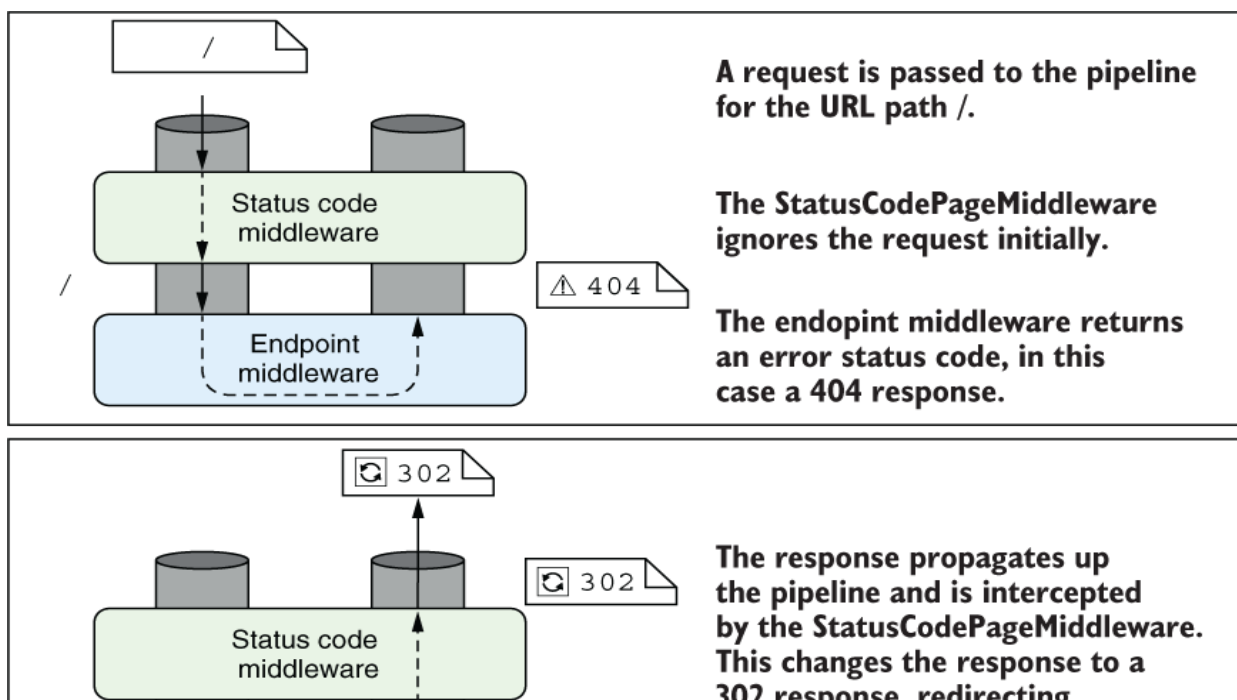 /
A request is passed to the pipeline
for the URL path /.
Status code
middleware
The StatusCodePageMiddleware
ignores the request initially.
/
⚠ 404
Endpoint
middleware
The endopint middleware returns
an error status code, in this
case a 404 response.
302
302
The response propagates up
the pipeline and is intercepted
by the StatusCodePageMiddleware.
Status code
middleware
This changes the response to a
302 response, redirecting